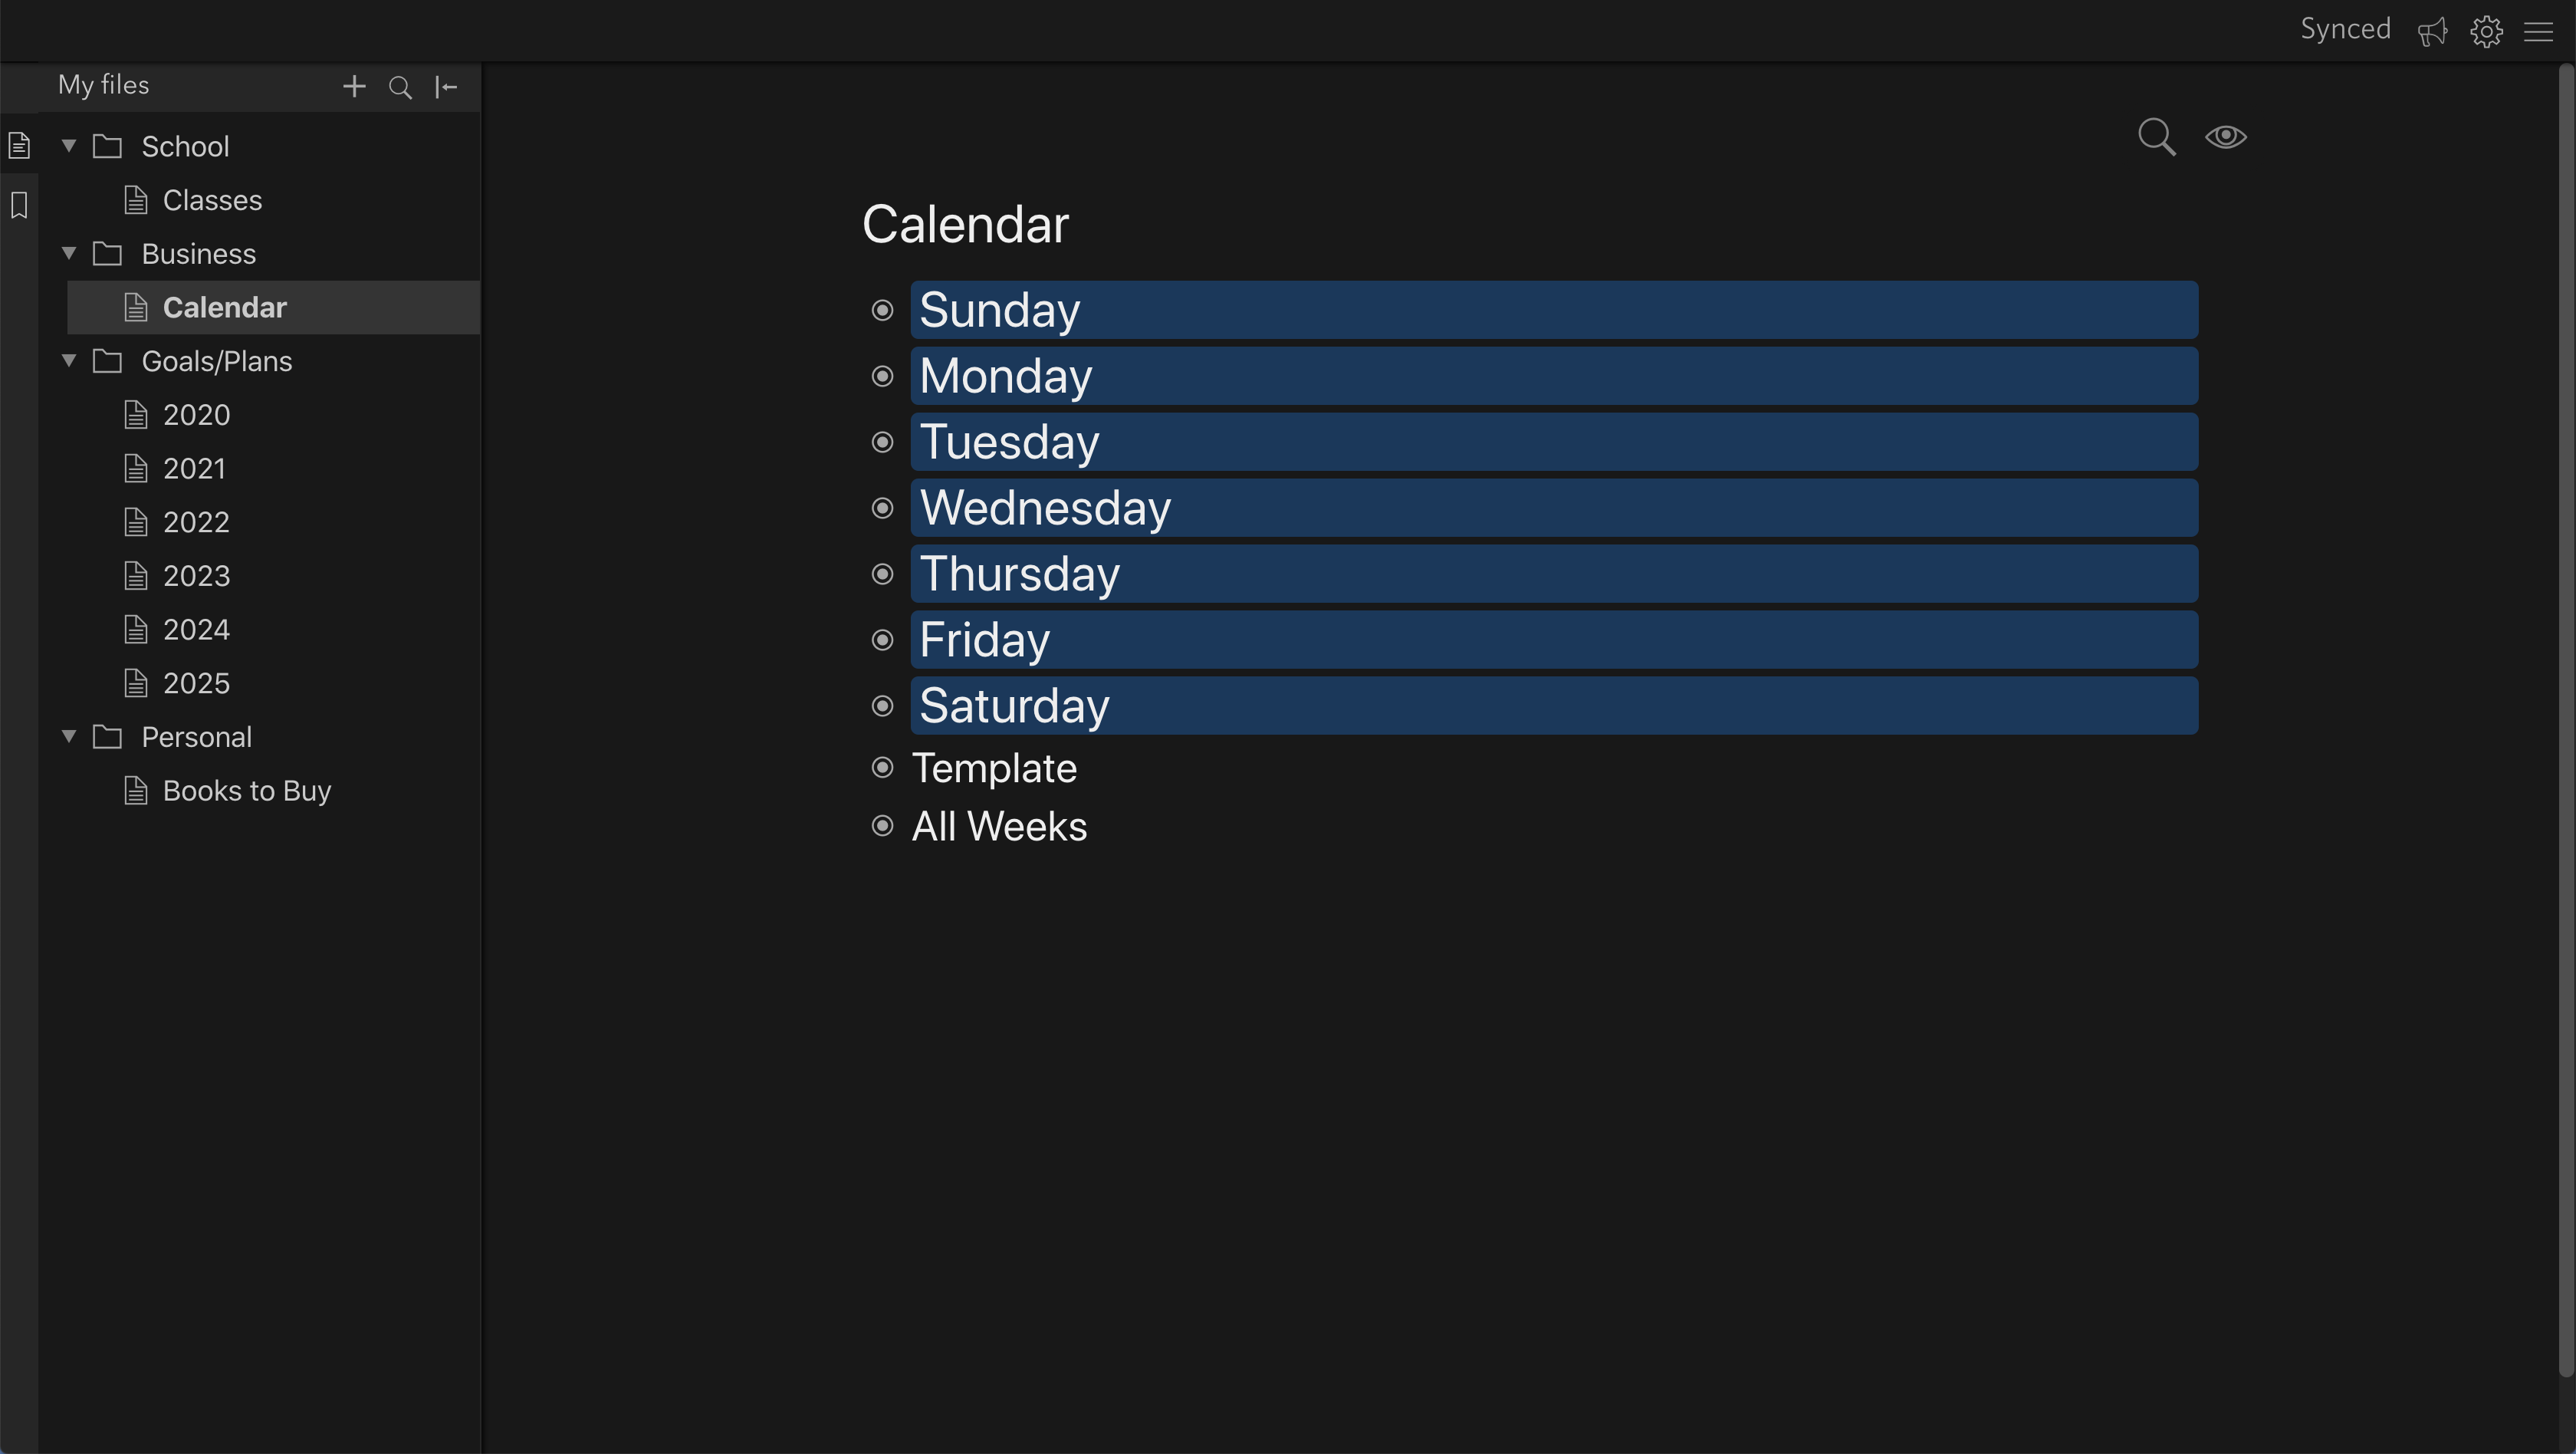 Synced
My files
School
Classes
Business
Calendar
Goals/Plans
2020
2021
2022
2023
2024
2025
Personal
Books to Buy
Calendar
Sunday
Monday
Tuesday
Wednesday
Thursday
Friday
Saturday
Template
All Weeks